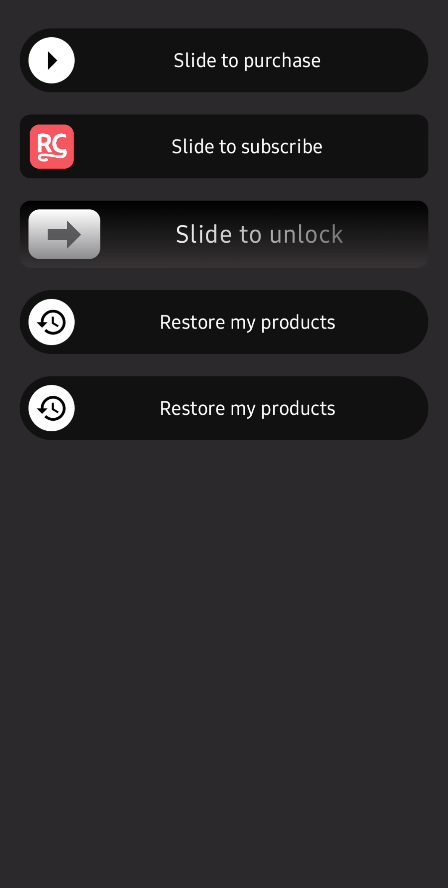 Slide to purchase
RC
Slide to subscribe
Slide to unlock
Restore my products
Restore my products